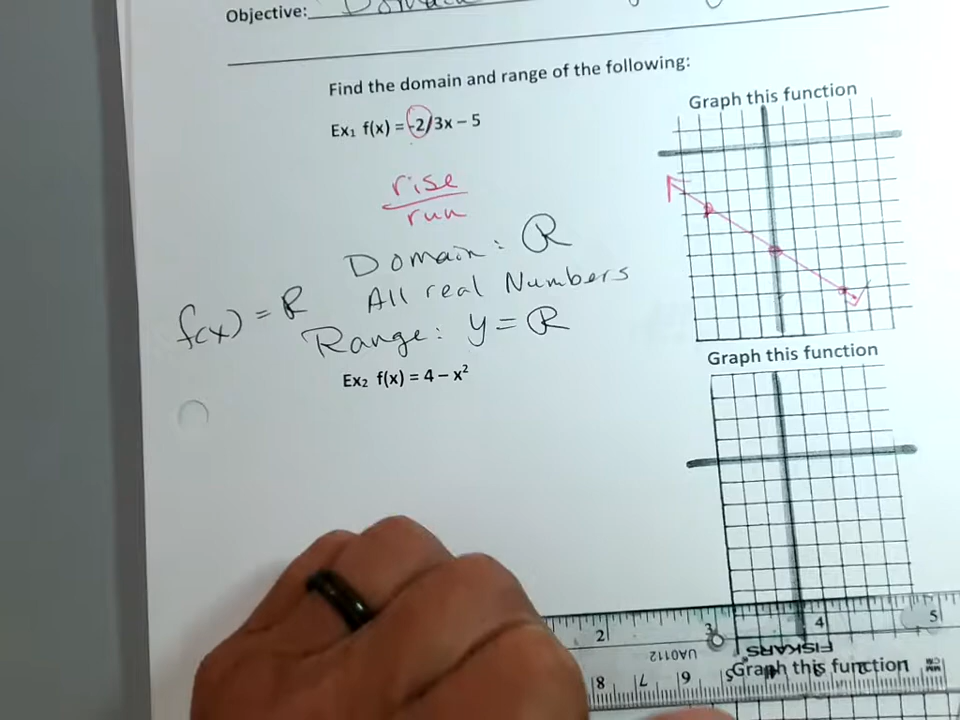 Objective: Domain
Find the domain and range of the following:
Graph this function
Ex1 f(x) = -2/3x – 5
rise
run
Domain: ℝ
All real Numbers
f(x) = ℝ
Range: y = ℝ
Graph this function
Ex2 f(x) = 4 – x²
2 3 4 5
UA0112
FISKARS
Graph this function
8 7 6 5